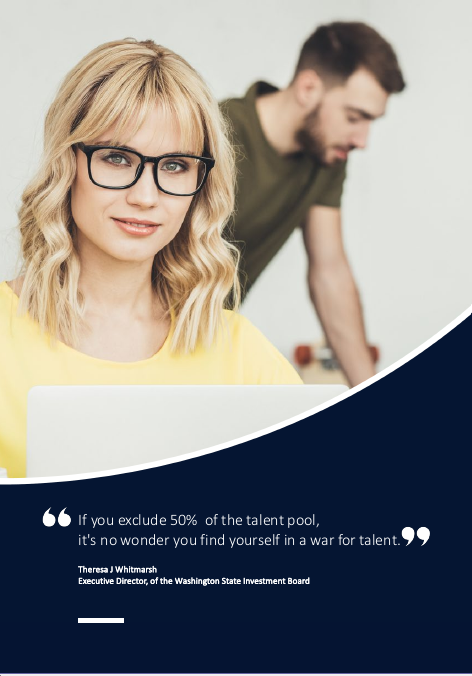 “ If you exclude 50%  of the talent pool,
it's no wonder you find yourself in a war for talent. ”
Theresa J Whitmarsh
Executive Director, of the Washington State Investment Board